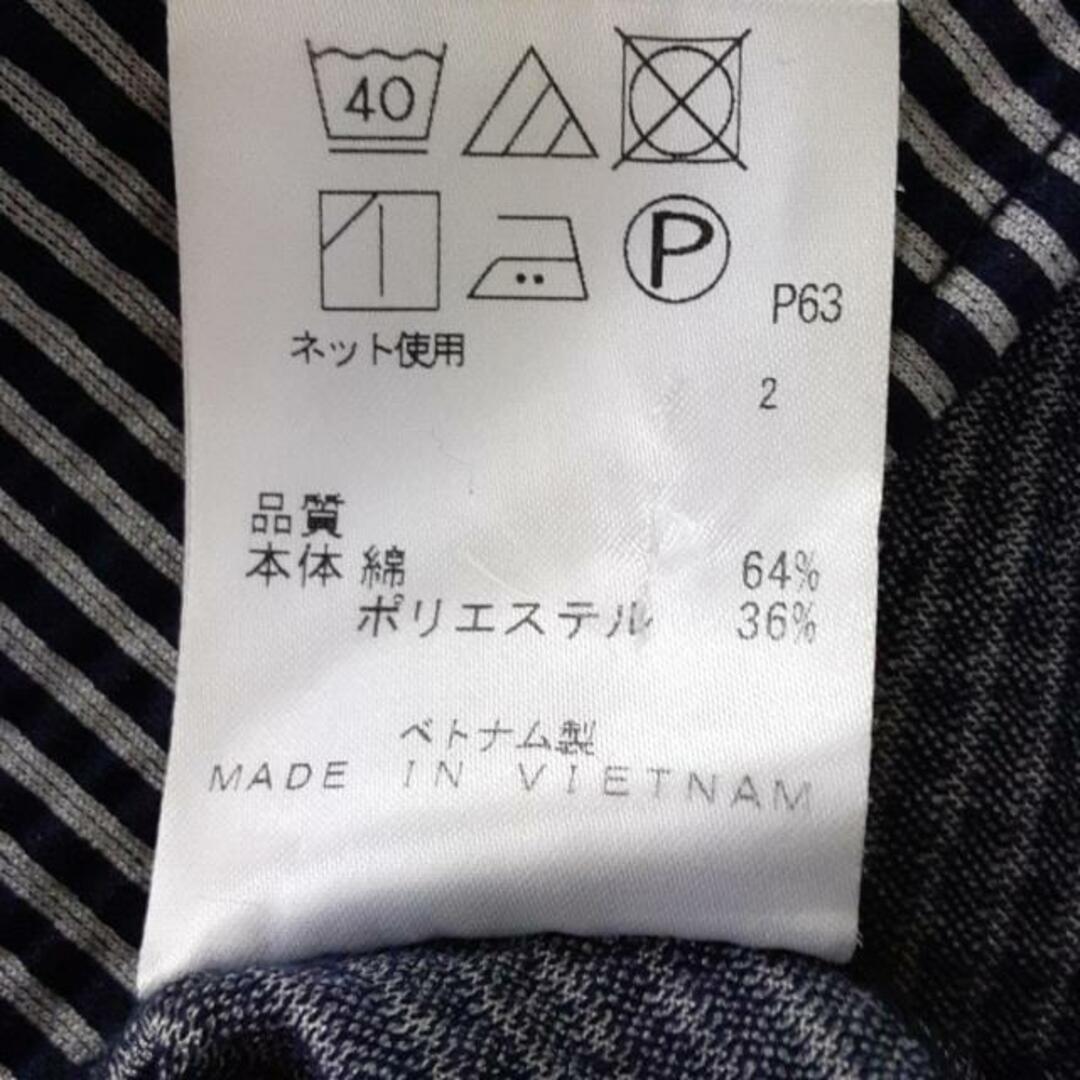 40
P
P63
ネット使用
2
品質
本体 綿 64%
ポリエステル 36%
ベトナム製
MADE IN VIETNAM